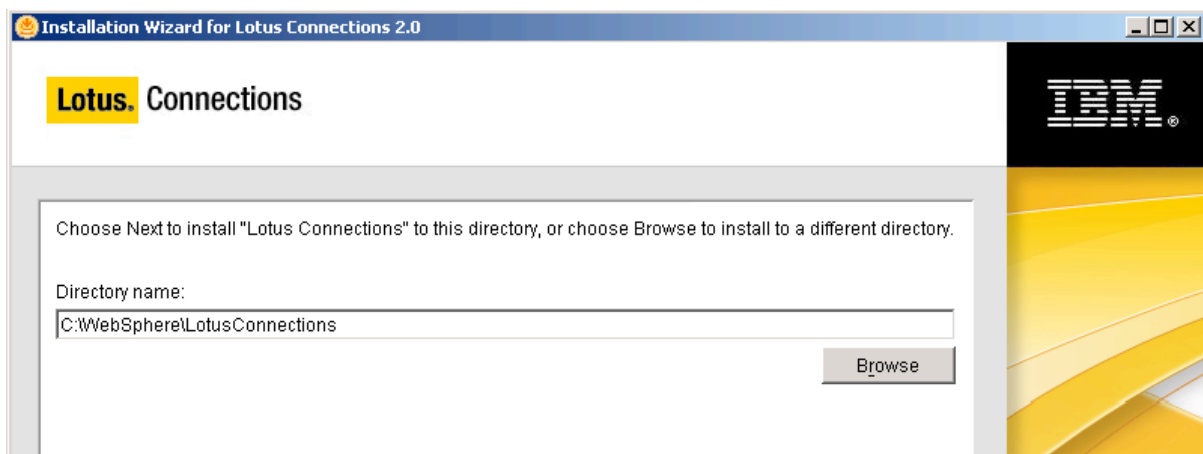 Installation Wizard for Lotus Connections 2.0
Lotus. Connections
IBM®
Choose Next to install "Lotus Connections" to this directory, or choose Browse to install to a different directory.
Directory name:
C:\WebSphere\LotusConnections
Browse